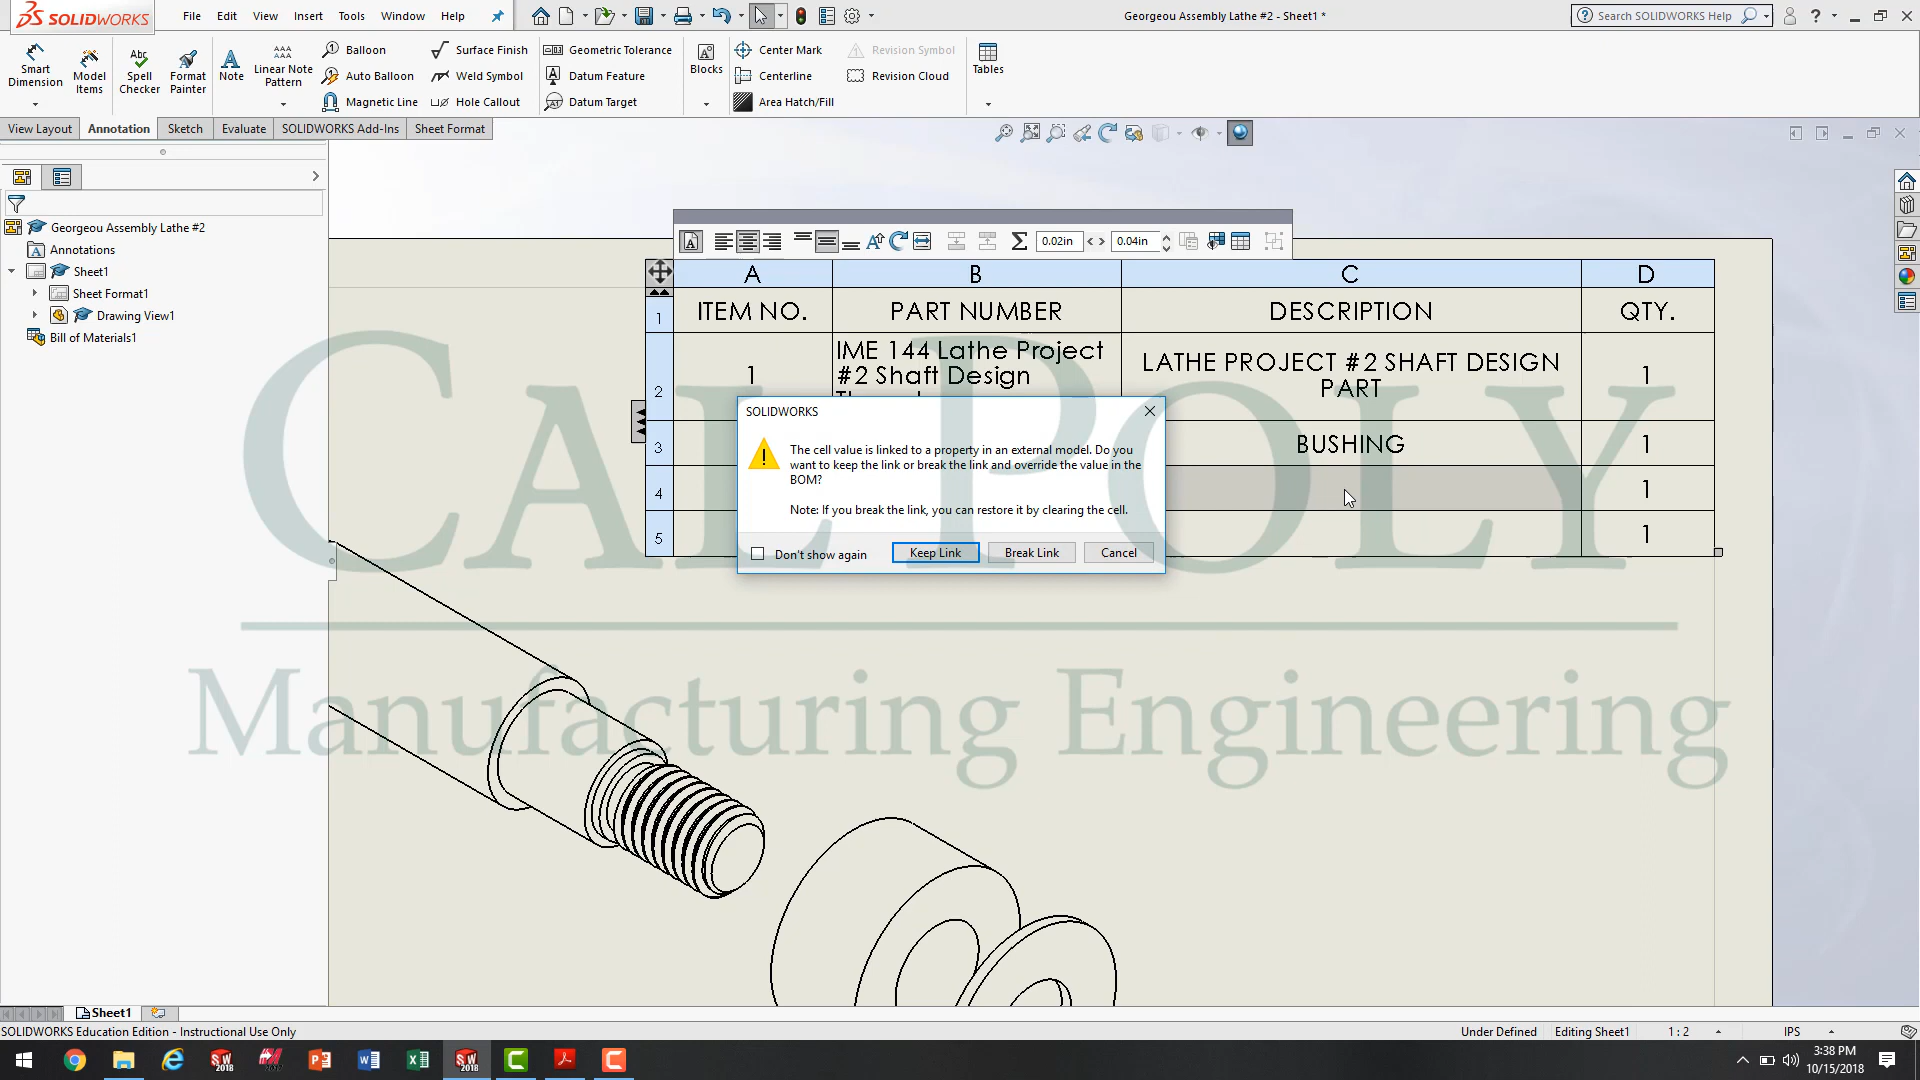 SOLIDWORKS
File Edit View Insert Tools Window Help
Georgeou Assembly Lathe #2 - Sheet1 *
Search SOLIDWORKS Help
Smart Dimension
Model Items
Abc
Spell Checker
Format Painter
Note
Linear Note Pattern
Balloon
Auto Balloon
Magnetic Line
Surface Finish
Weld Symbol
Hole Callout
Geometric Tolerance
Datum Feature
Datum Target
Blocks
Center Mark
Centerline
Area Hatch/Fill
Revision Symbol
Revision Cloud
Tables
View Layout Annotation Sketch Evaluate SOLIDWORKS Add-Ins Sheet Format
Georgeou Assembly Lathe #2
Annotations
Sheet1
Sheet Format1
Drawing View1
Bill of Materials1
0.02in 0.04in
A B C D
1 ITEM NO. PART NUMBER DESCRIPTION QTY.
2 1 IME 144 Lathe Project #2 Shaft Design LATHE PROJECT #2 SHAFT DESIGN PART 1
3 BUSHING 1
4 1
5 1
SOLIDWORKS
The cell value is linked to a property in an external model. Do you
want to keep the link or break the link and override the value in the
BOM?
Note: If you break the link, you can restore it by clearing the cell.
Don't show again Keep Link Break Link Cancel
CAL POLY
Manufacturing Engineering
Sheet1
SOLIDWORKS Education Edition - Instructional Use Only
Under Defined Editing Sheet1 1 : 2 IPS
3:38 PM
10/15/2018